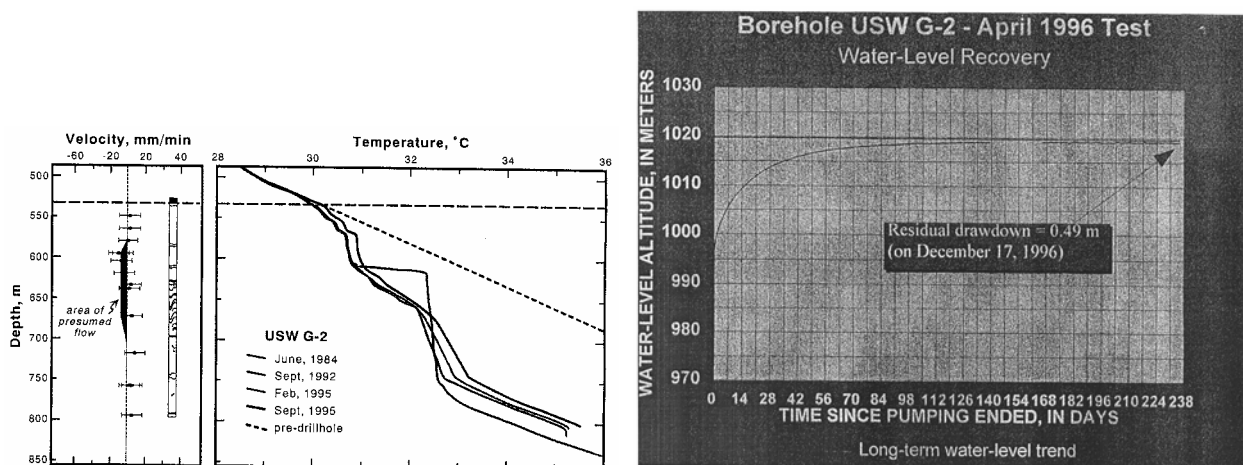 Velocity, mm/min
-60 -20 0 20 40
Temperature, °C
28 30 32 34 36
Depth, m
500
550
600
650
700
750
800
850
area of
presumed
flow
USW G-2
June, 1984
Sept, 1992
Feb, 1995
Sept, 1995
pre-drillhole
Borehole USW G-2 - April 1996 Test
Water-Level Recovery
WATER-LEVEL ALTITUDE, IN METERS
1030
1020
1010
1000
990
980
970
Residual drawdown = 0.49 m
(on December 17, 1996)
0 14 28 42 56 70 84 98 112 126 140 154 168 182 196 210 224 238
TIME SINCE PUMPING ENDED, IN DAYS
Long-term water-level trend